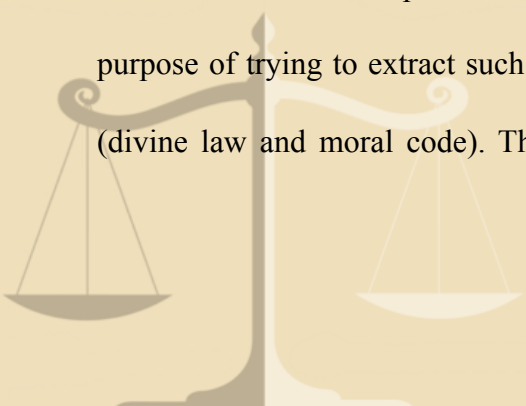 purpose of trying to extract such
(divine law and moral code). Th